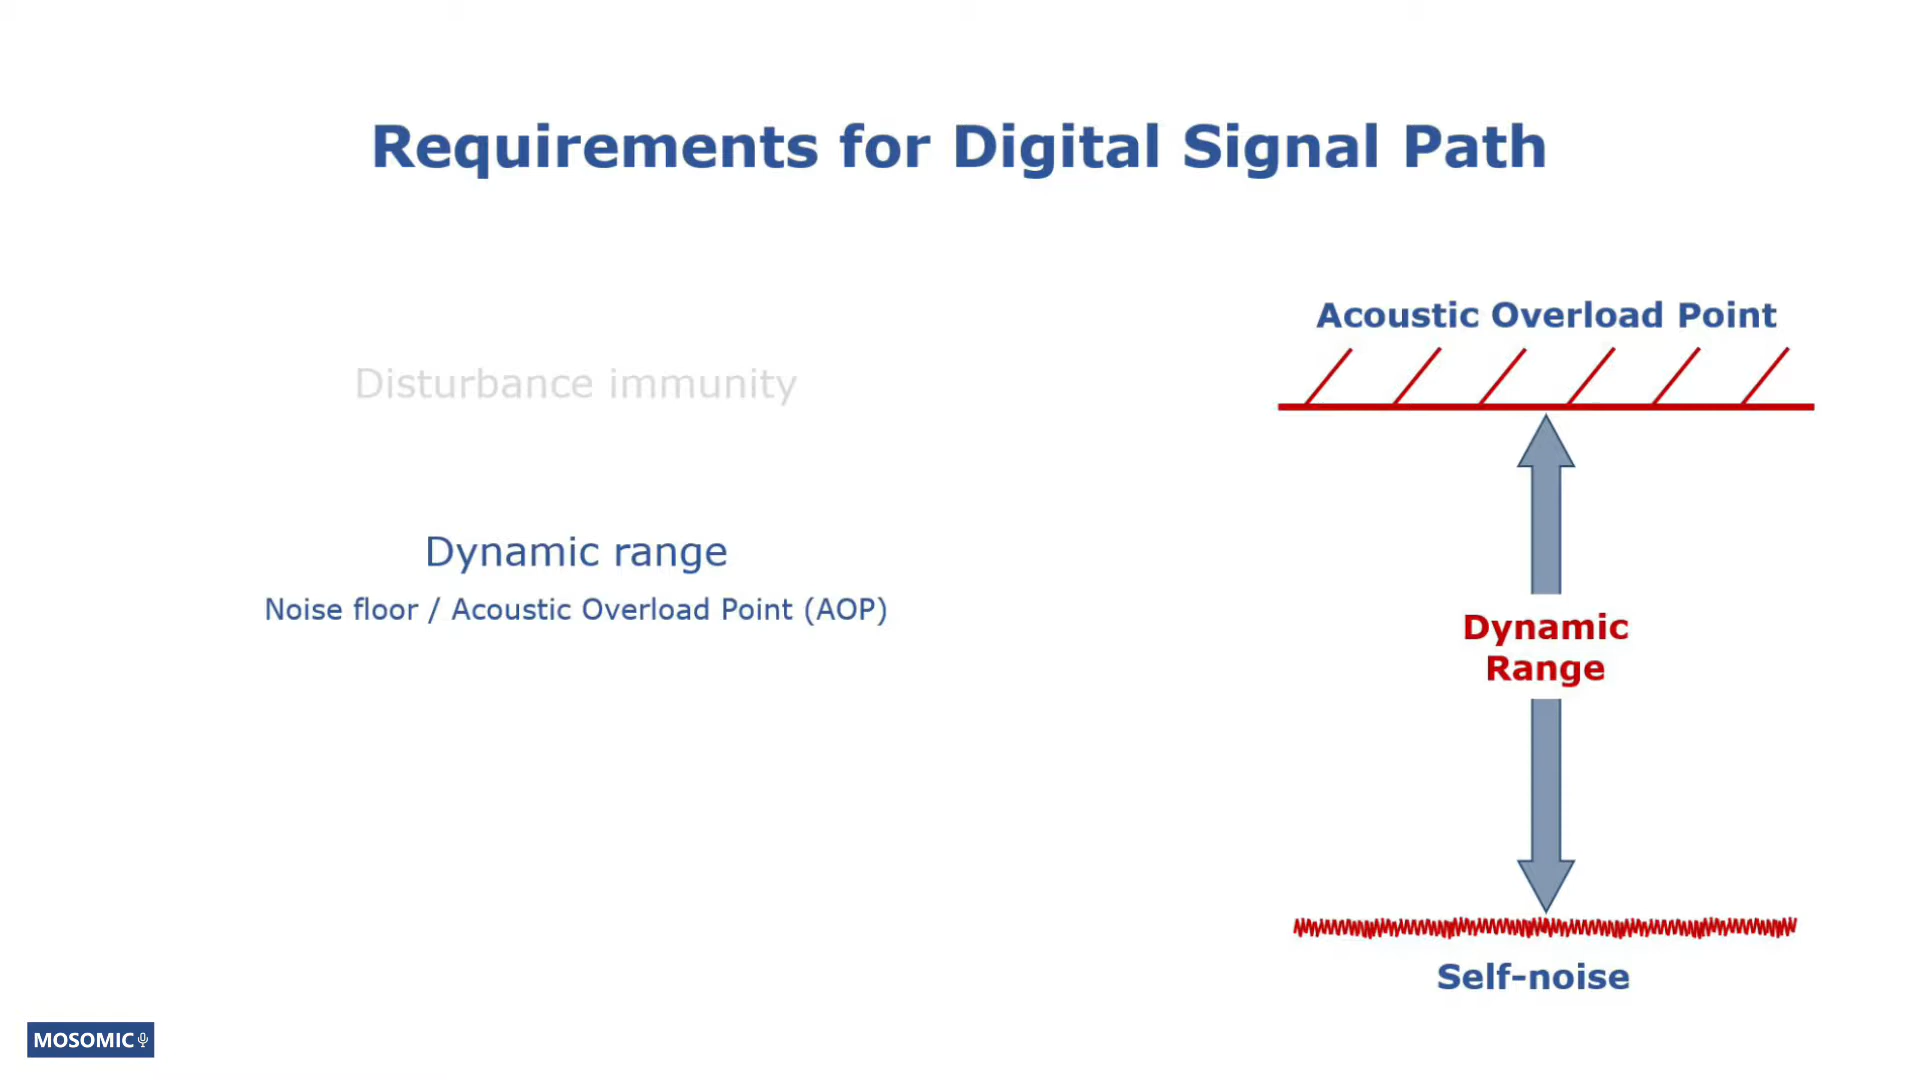 Requirements for Digital Signal Path
Disturbance immunity
Dynamic range
Noise floor / Acoustic Overload Point (AOP)
Acoustic Overload Point
Dynamic
Range
Self-noise
MOSOMIC